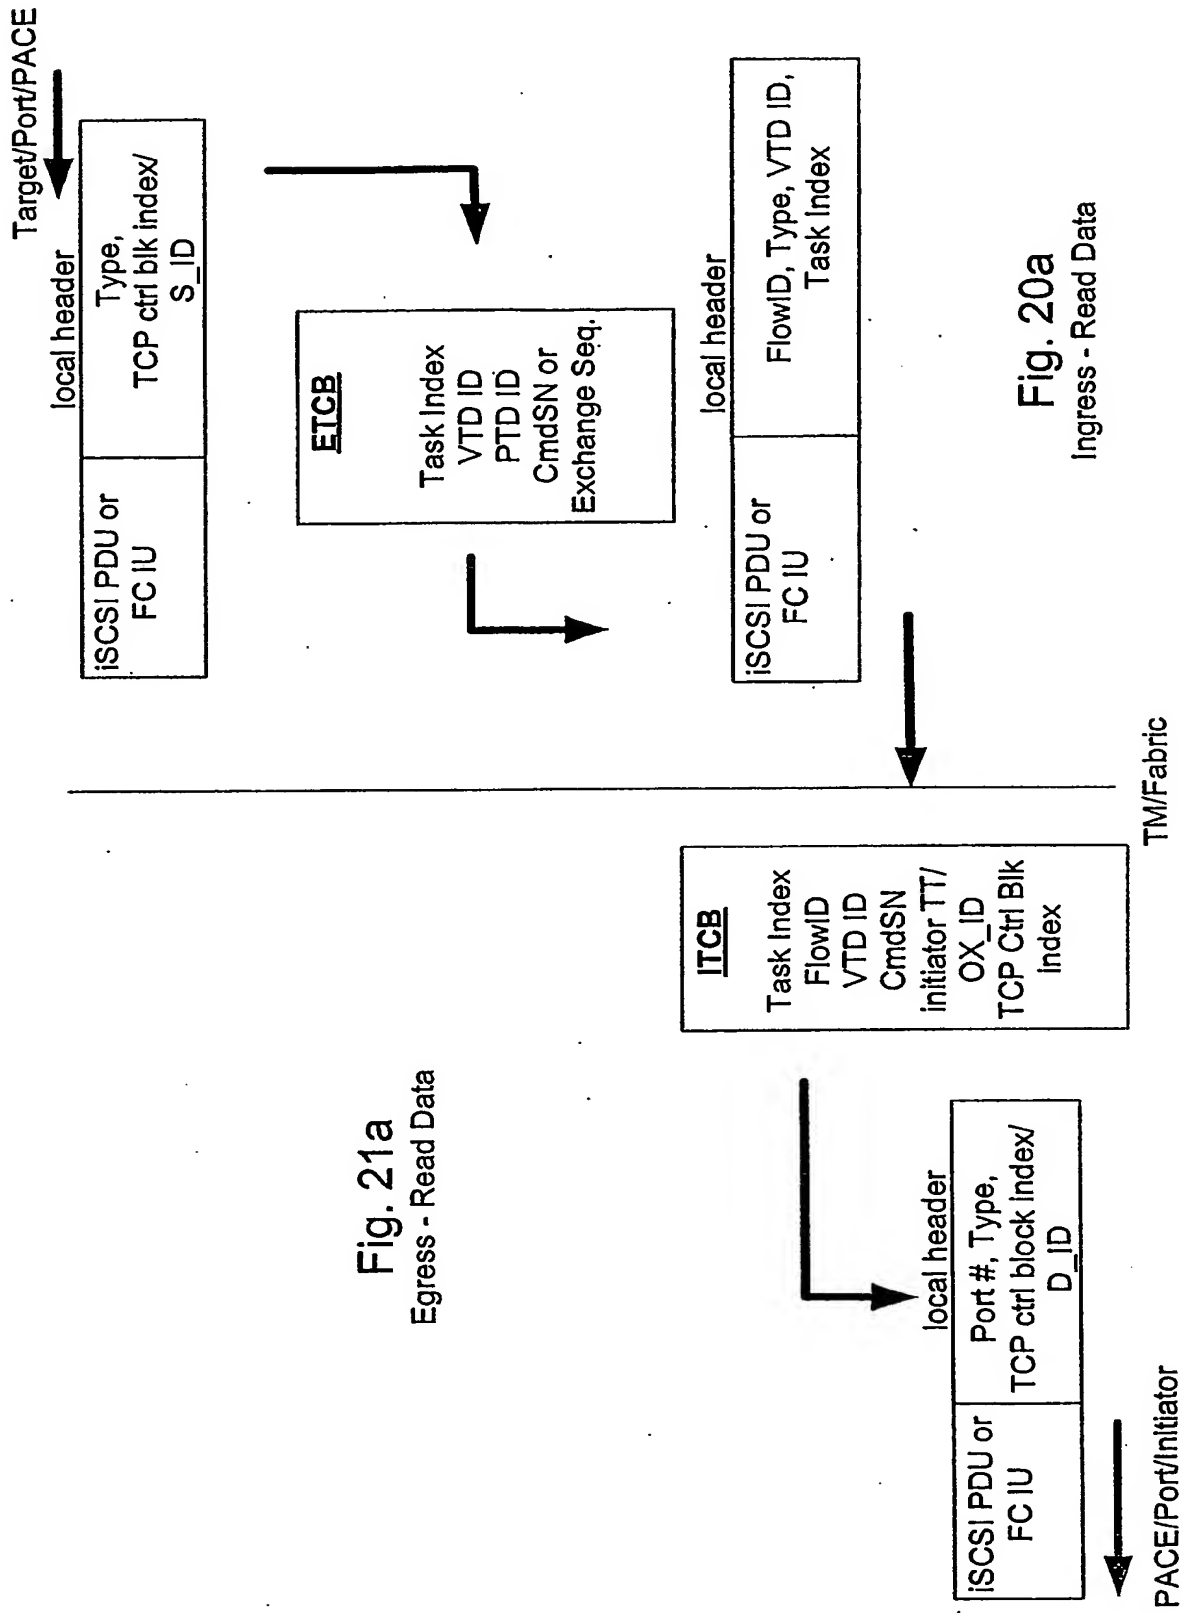 Target/Port/PACE
local header
iSCSI PDU or
FC IU
Type,
TCP ctrl blk index/
S_ID
ETCB
Task Index
VTD ID
PTD ID
CmdSN or
Exchange Seq.
local header
iSCSI PDU or
FC IU
FlowID, Type, VTD ID,
Task Index
Fig. 20a
Ingress - Read Data
TM/Fabric
Fig. 21a
Egress - Read Data
ITCB
Task Index
FlowID
VTD ID
CmdSN
initiator TT/
OX_ID
TCP Ctrl Blk
index
local header
iSCSI PDU or
FC IU
Port #, Type,
TCP ctrl block index/
D_ID
PACE/Port/Initiator